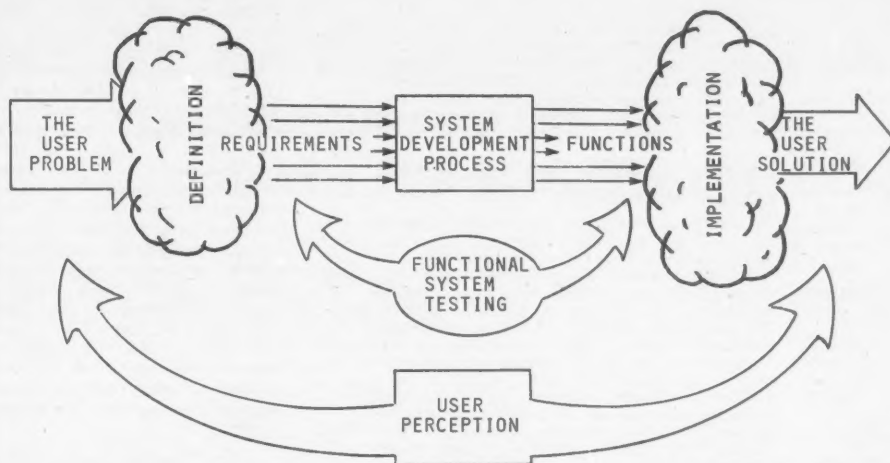 THE
USER
PROBLEM
DEFINITION
REQUIREMENTS
SYSTEM
DEVELOPMENT
PROCESS
FUNCTIONS
IMPLEMENTATION
THE
USER
SOLUTION
FUNCTIONAL
SYSTEM
TESTING
USER
PERCEPTION